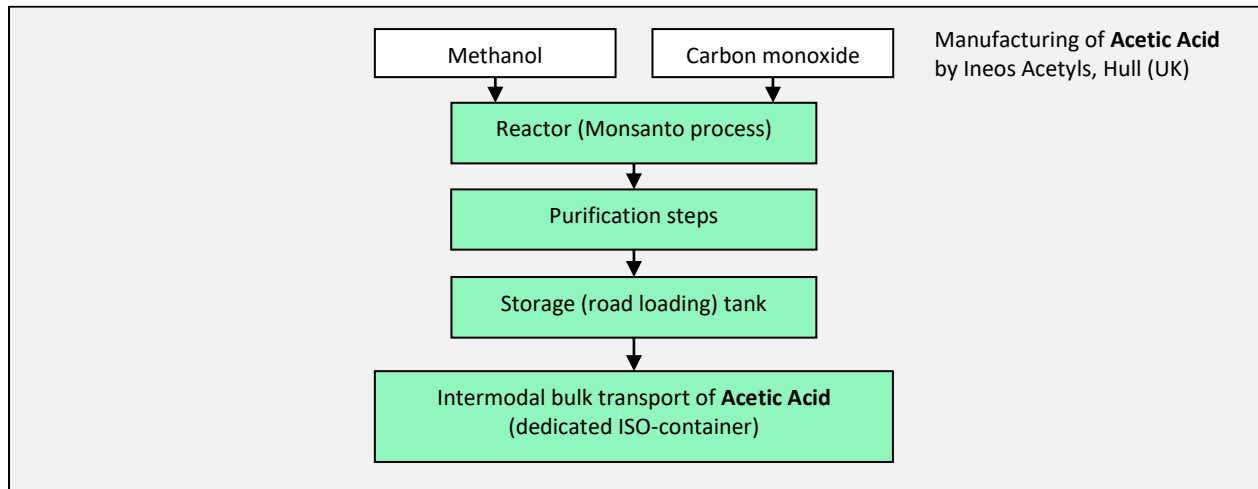 Methanol
Carbon monoxide
Manufacturing of Acetic Acid
by Ineos Acetyls, Hull (UK)
Reactor (Monsanto process)
Purification steps
Storage (road loading) tank
Intermodal bulk transport of Acetic Acid
(dedicated ISO-container)